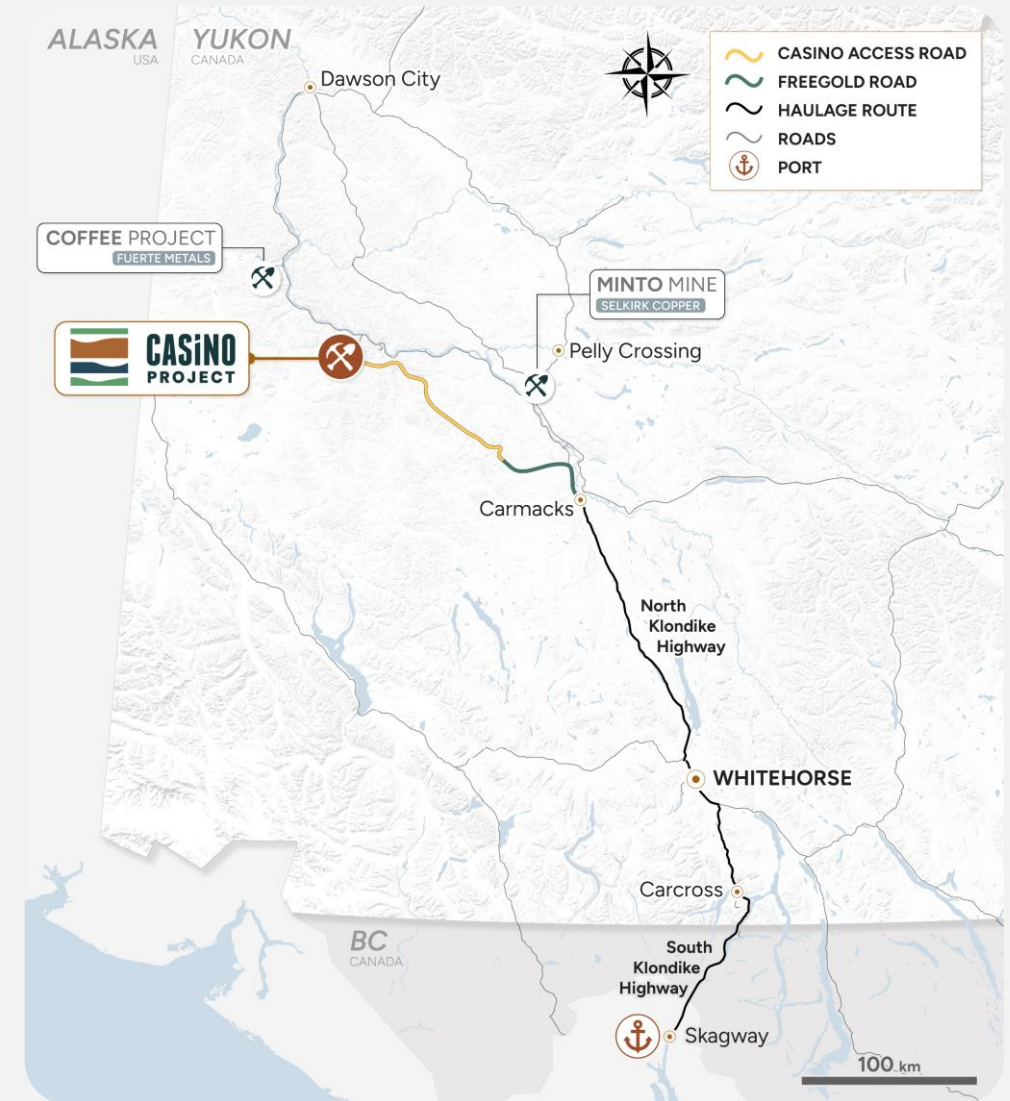 ALASKA
USA
YUKON
CANADA
Dawson City
CASINO ACCESS ROAD
FREEGOLD ROAD
HAULAGE ROUTE
ROADS
PORT
COFFEE PROJECT
FUERTE METALS
MINTO MINE
SELKIRK COPPER
CASiNO
PROJECT
Pelly Crossing
Carmacks
North
Klondike
Highway
WHITEHORSE
Carcross
BC
CANADA
South
Klondike
Highway
Skagway
100 km